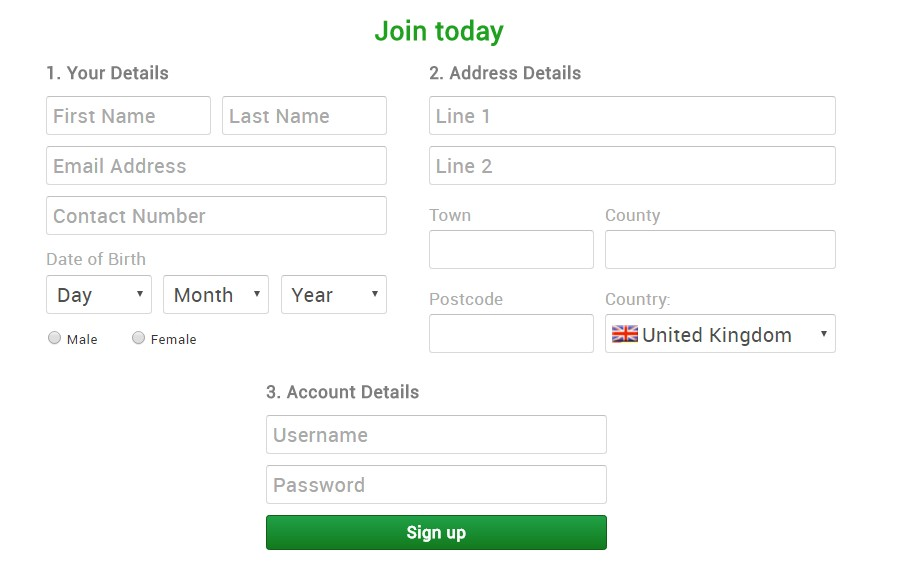 Join today
1. Your Details
First Name Last Name
Email Address
Contact Number
Date of Birth
Day Month Year
Male Female
2. Address Details
Line 1
Line 2
Town County
Postcode Country:
United Kingdom
3. Account Details
Username
Password
Sign up